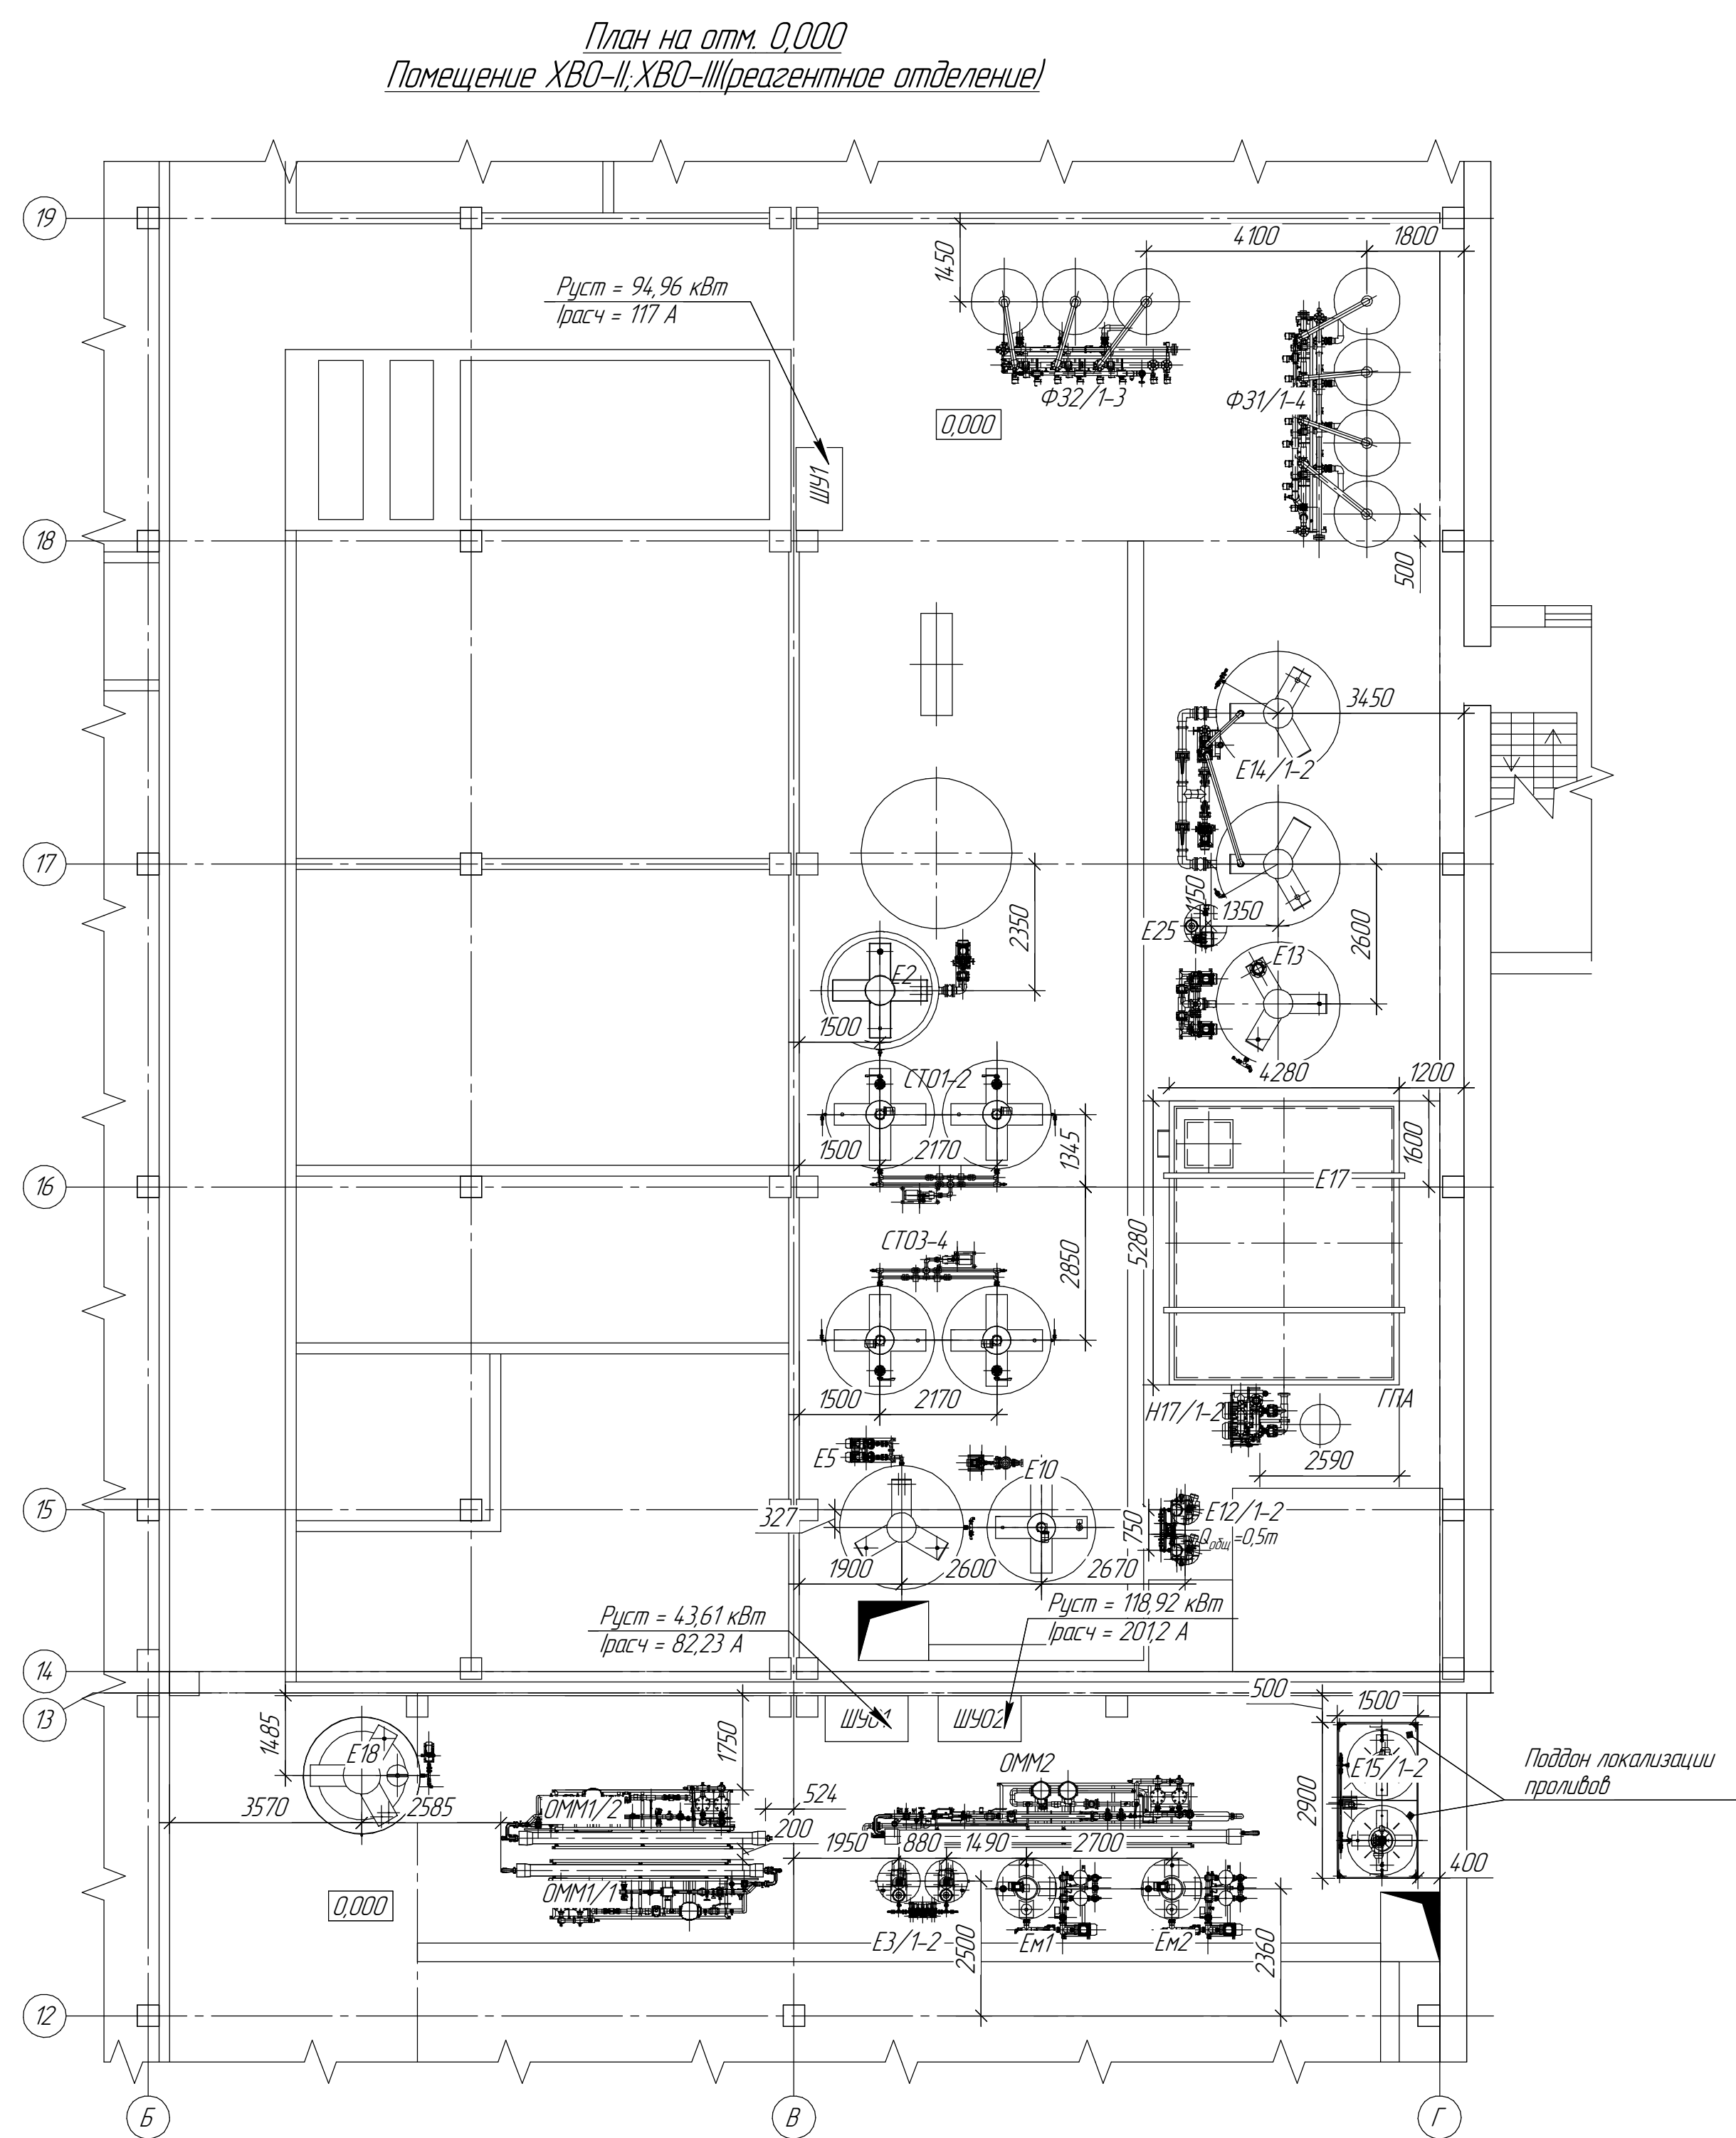 План на отм. 0,000
Помещение ХВО-II; ХВО-III(реагентное отделение)
19
4100
1800
1450
Руст = 94,96 кВт
Iрасч = 117 А
Ф32/1-3
Ф31/1-4
0,000
ШУ1
18
500
3450
Е14/1-2
17
1150
1350
2350
2600
Е25
Е2
Е13
1500
4280
1200
СТ01-2
1500
2170
1345
1600
16
Е17
СТ03-4
5280
2850
1500
2170
Н17/1-2
ГПА
Е5
Е10
2590
15
327
750
Е12/1-2
Qобщ=0,5т
1900
2600
2670
Руст = 43,61 кВт
Iрасч = 82,23 А
Руст = 118,92 кВт
Iрасч = 201,2 А
14
13
500
1500
1485
1750
ШУ01
ШУ02
Е18
ОММ2
Е15/1-2
Поддон локализации
проливов
3570
2585
ОММ1/2
524
200
2900
1950
880
1490
2700
400
ОММ1/1
0,000
Е3/1-2
2500
Ем1
Ем2
2360
12
Б
В
Г